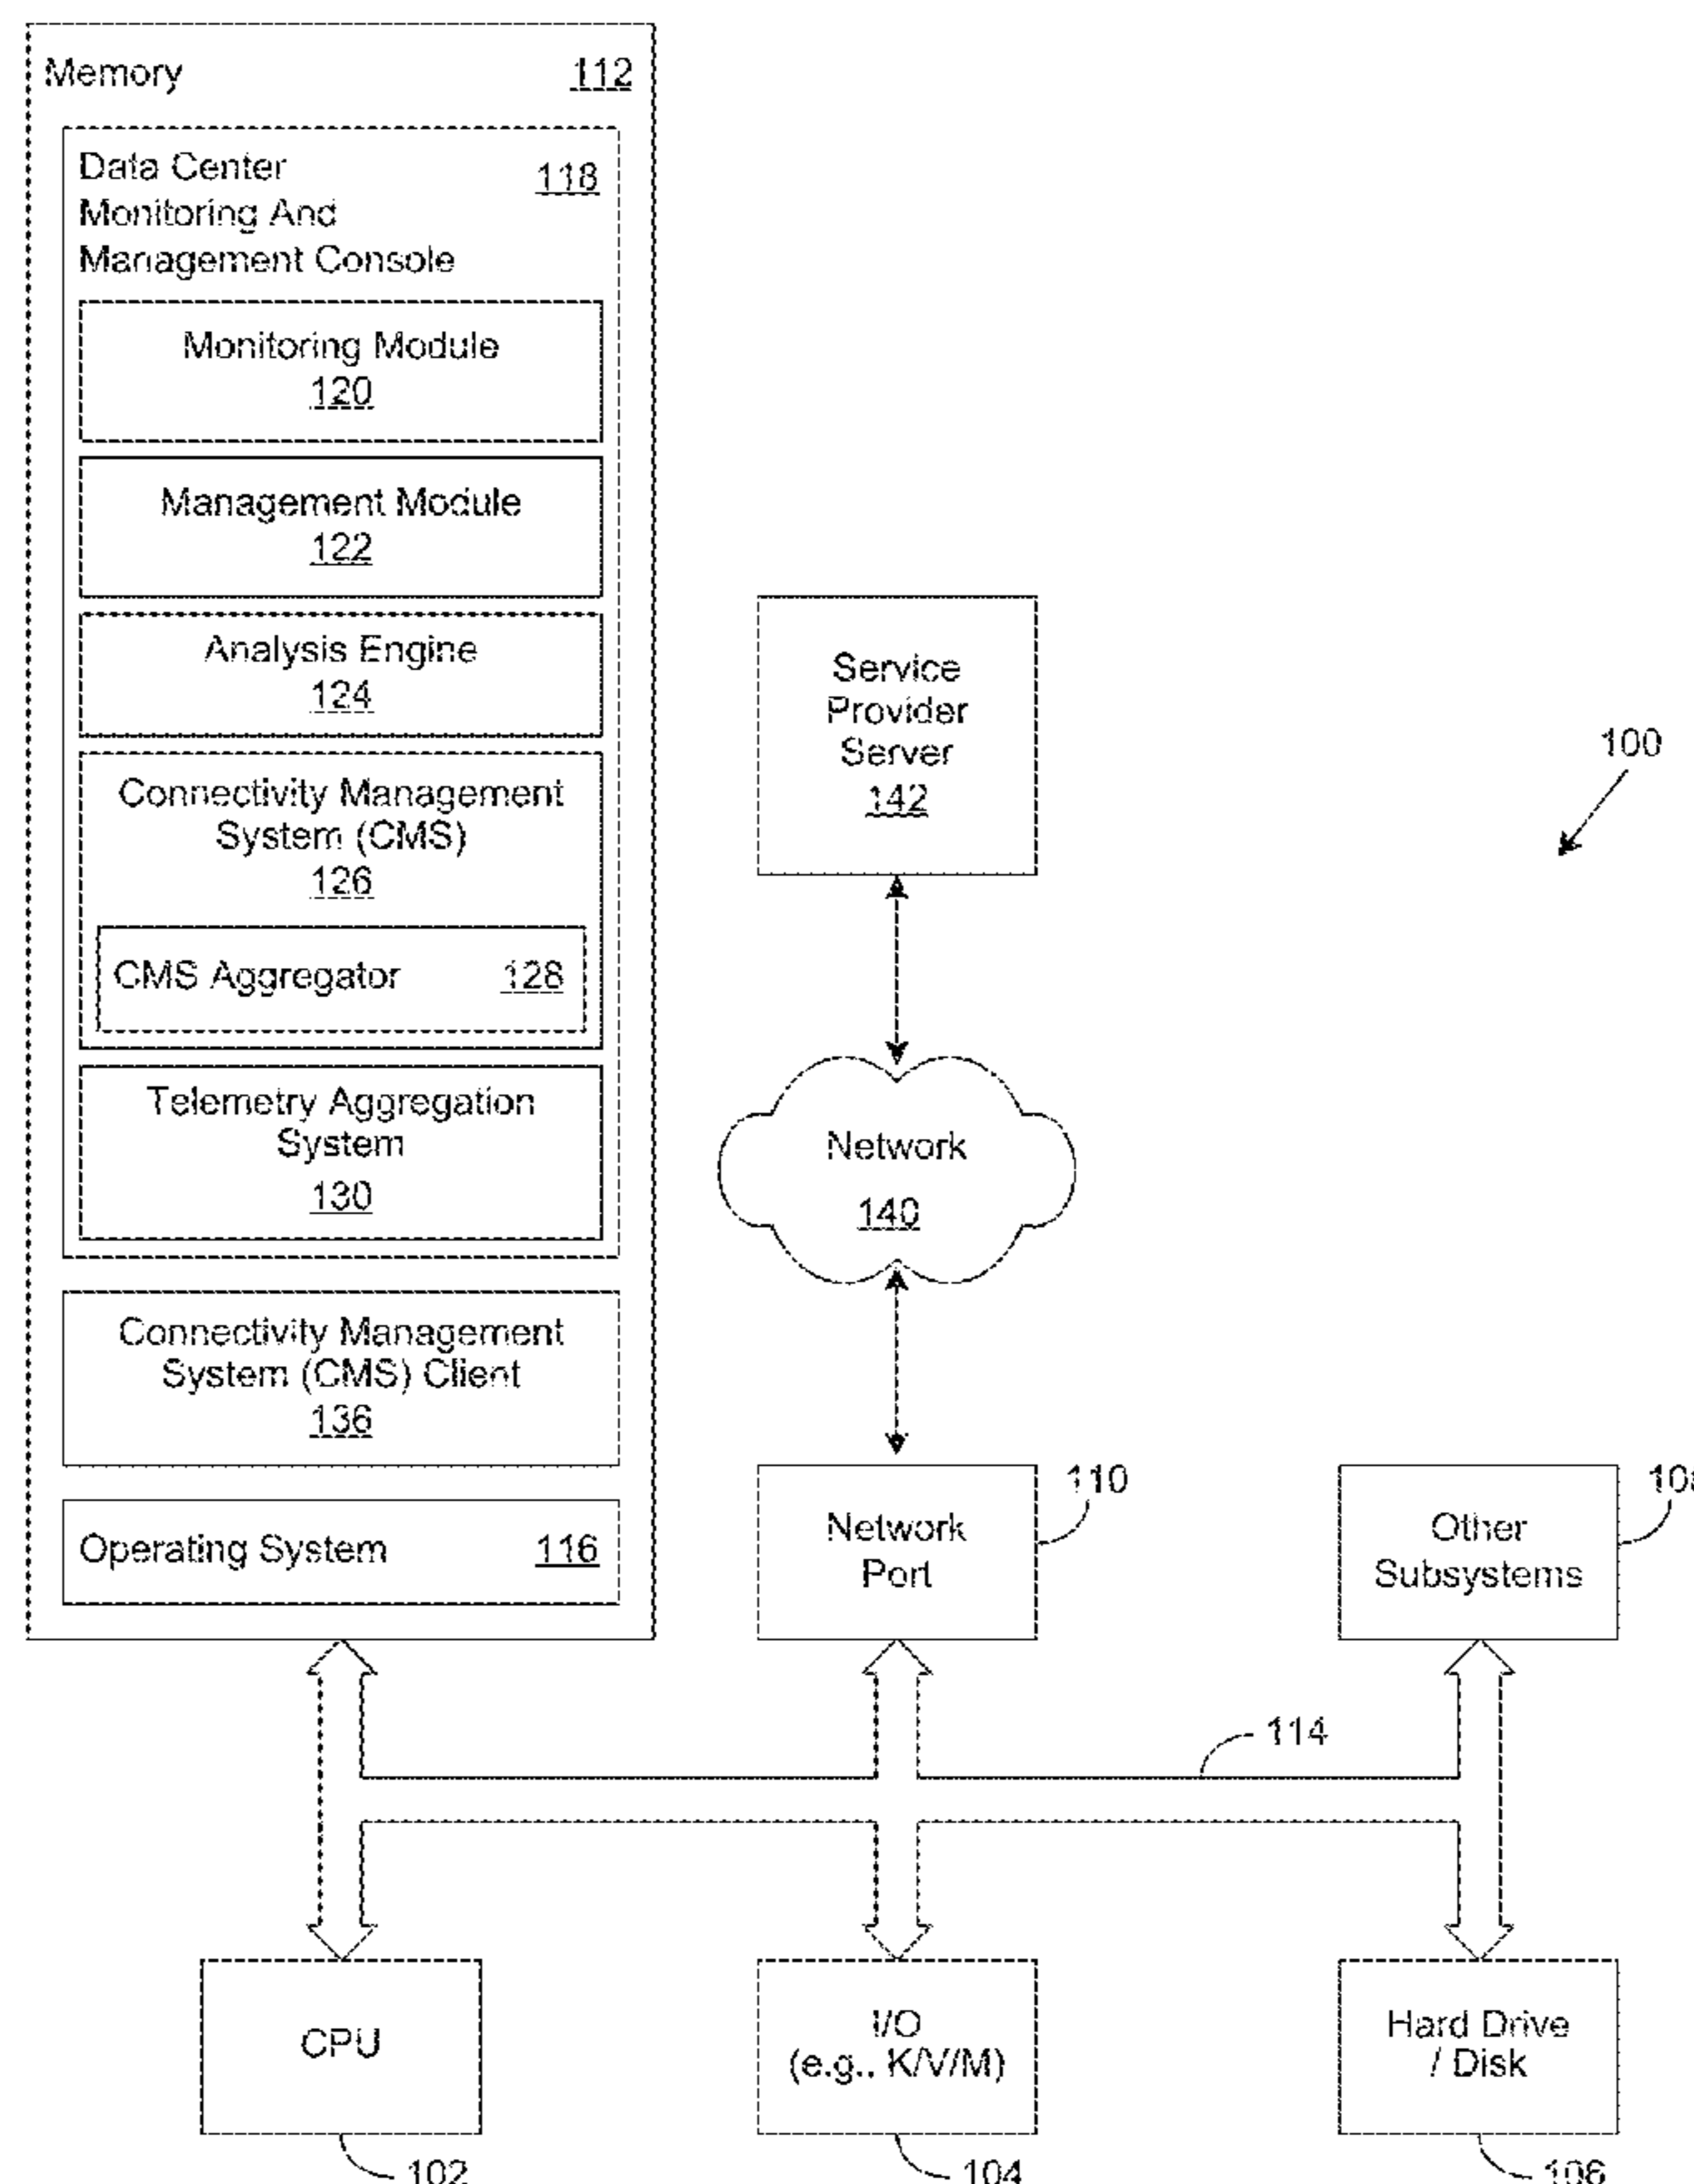 Memory 112
Data Center 118
Monitoring And
Management Console
Monitoring Module
120
Management Module
122
Analysis Engine
124
Connectivity Management
System (CMS)
126
CMS Aggregator 128
Telemetry Aggregation
System
130
Connectivity Management
System (CMS) Client
136
Operating System 116
Service
Provider
Server
142
100
Network
140
Network
Port
110
Other
Subsystems
114
CPU
102
I/O
(e.g., K/V/M)
104
Hard Drive
/ Disk
106